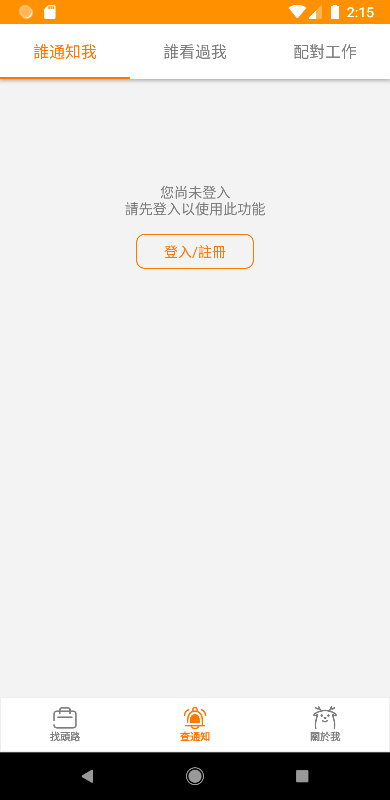 2:15
誰通知我
誰看過我
配對工作
您尚未登入
請先登入以使用此功能
登入/註冊
找頭路
查通知
關於我